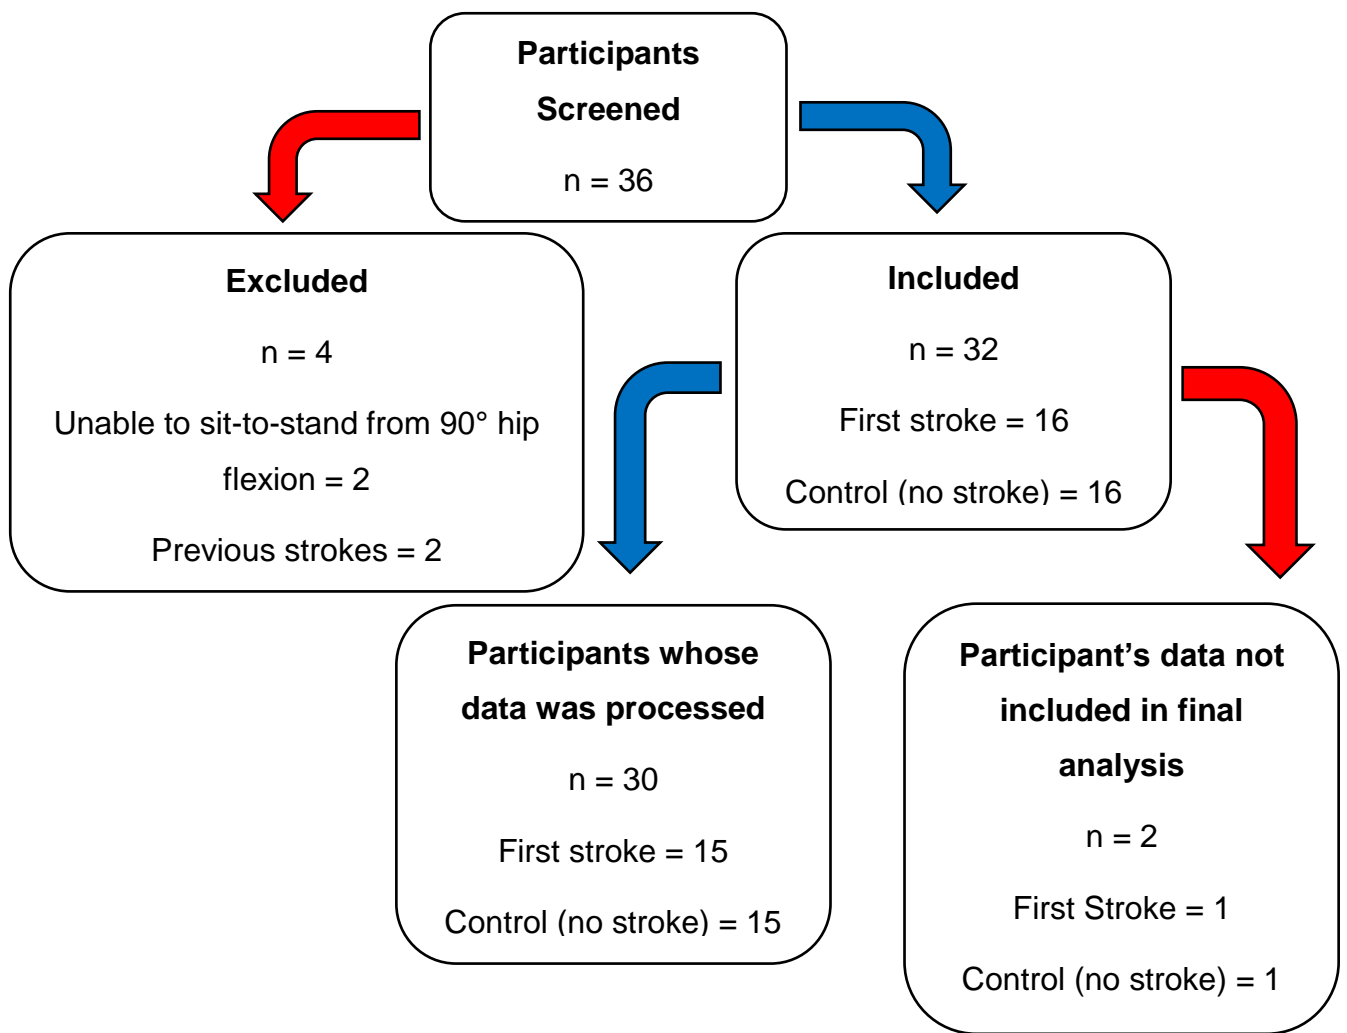 Participants
Screened
n = 36
Excluded
n = 4
Unable to sit-to-stand from 90° hip
flexion = 2
Previous strokes = 2
Included
n = 32
First stroke = 16
Control (no stroke) = 16
Participants whose
data was processed
n = 30
First stroke = 15
Control (no stroke) = 15
Participant’s data not
included in final
analysis
n = 2
First Stroke = 1
Control (no stroke) = 1